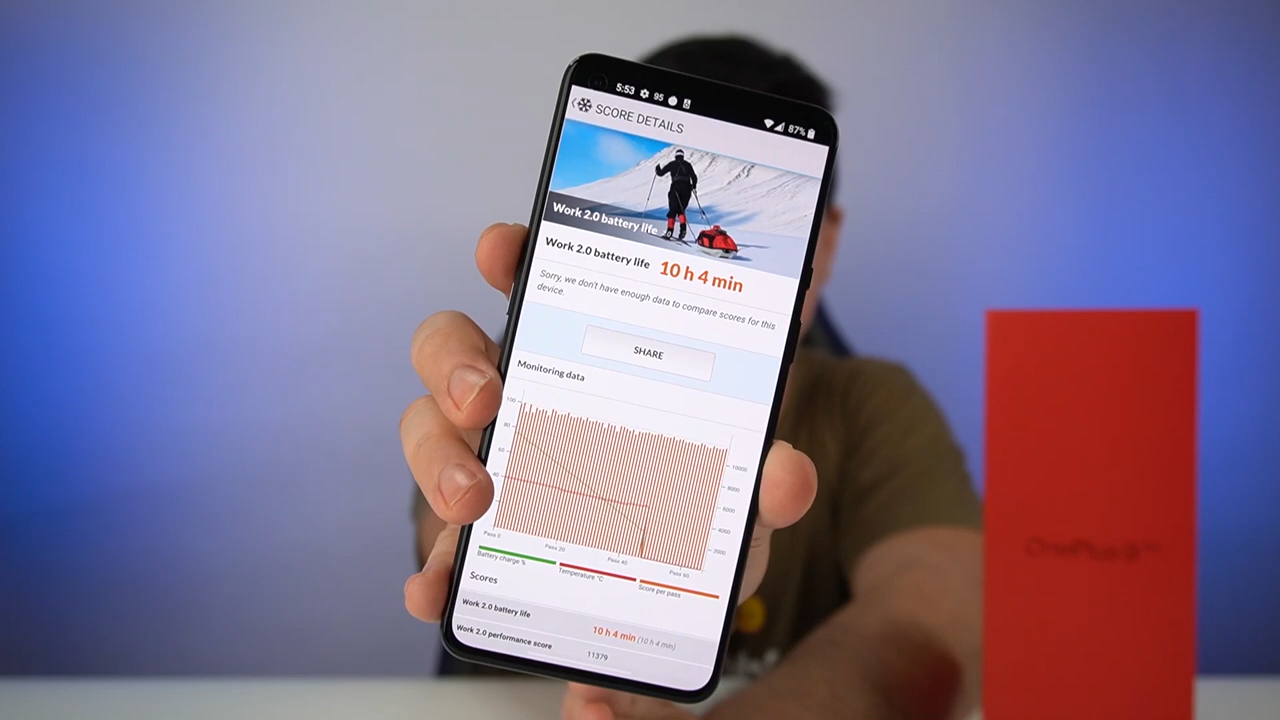 5:53 95 87%
SCORE DETAILS
Work 2.0 battery life
Work 2.0 battery life 10 h 4 min
Sorry, we don't have enough data to compare scores for this
device.
SHARE
Monitoring data
100
80
60
40
10000
8000
6000
4000
2000
Pass 0
Pass 20
Pass 40
Pass 60
Battery charge %
Temperature °C
Score per pass
Scores
Work 2.0 battery life 10 h 4 min (10 h 4 min)
Work 2.0 performance score 11379